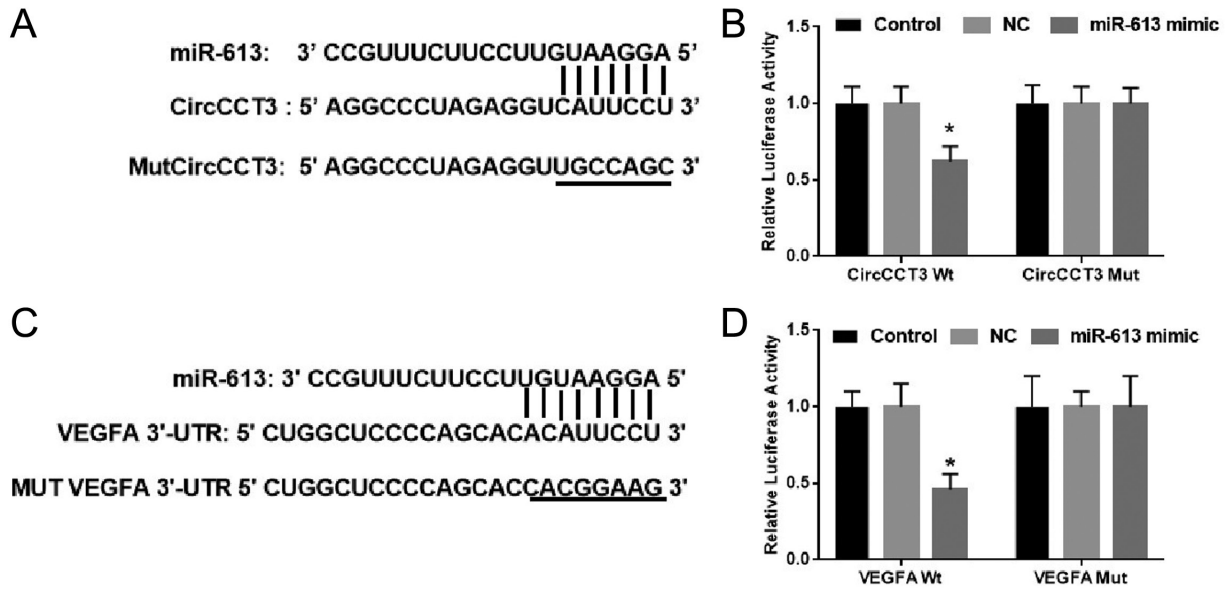 A
miR-613: 3’ CCGUUUCUUCCUUGUAAGGA 5’
CircCCT3 : 5’ AGGCCCUAGAGGUCAUUCCU 3’
MutCircCCT3: 5' AGGCCCUAGAGGUUGCCAGC 3'
B
Control NC miR-613 mimic
Relative Luciferase Activity
1.5
1.0
0.5
0.0
*
CircCCT3 Wt CircCCT3 Mut
C
miR-613: 3' CCGUUUCUUCCUUGUAAGGA 5'
VEGFA 3'-UTR: 5' CUGGCUCCCCAGCACACAUUCCU 3'
MUT VEGFA 3'-UTR 5' CUGGCUCCCCAGCACCACGGAAG 3'
D
Control NC miR-613 mimic
Relative Luciferase Activity
1.5
1.0
0.5
0.0
*
VEGFA Wt VEGFA Mut